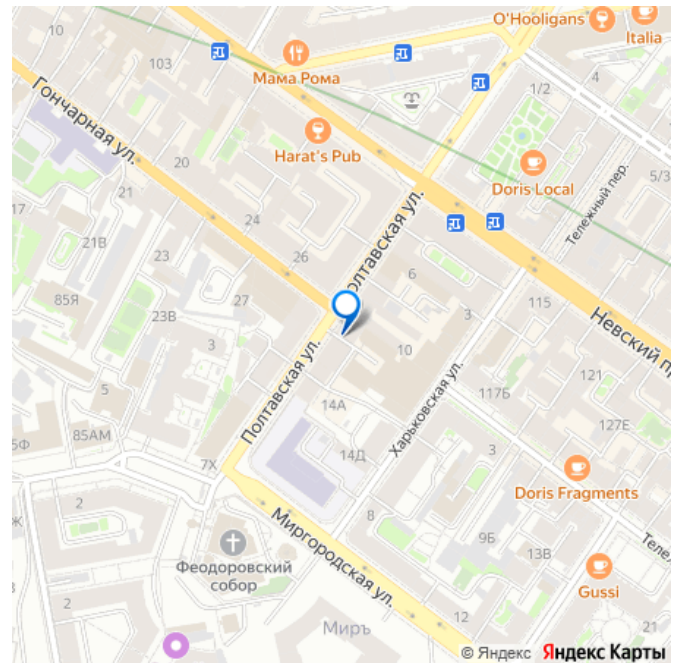 O'Hooligans
Italia
10
103
Мама Рома
1/2
4
Гончарная ул.
Harat's Pub
20
Doris Local
5/3
Тележный пер.
17
21
24
Полтавская ул.
21В
23
26
6
85Я
27
3
115
Невский п
23В
3
10
121
5
Полтавская ул.
14А
Харьковская ул.
117Б
127Е
5Ф
85АМ
14Д
3
7Х
Doris Fragments
2
8
Миргородская ул.
9Б
Феодоровский
собор
13В
Теле
Ж
Gussi
2
12
Миръ
21
© Яндекс Яндекс Карты